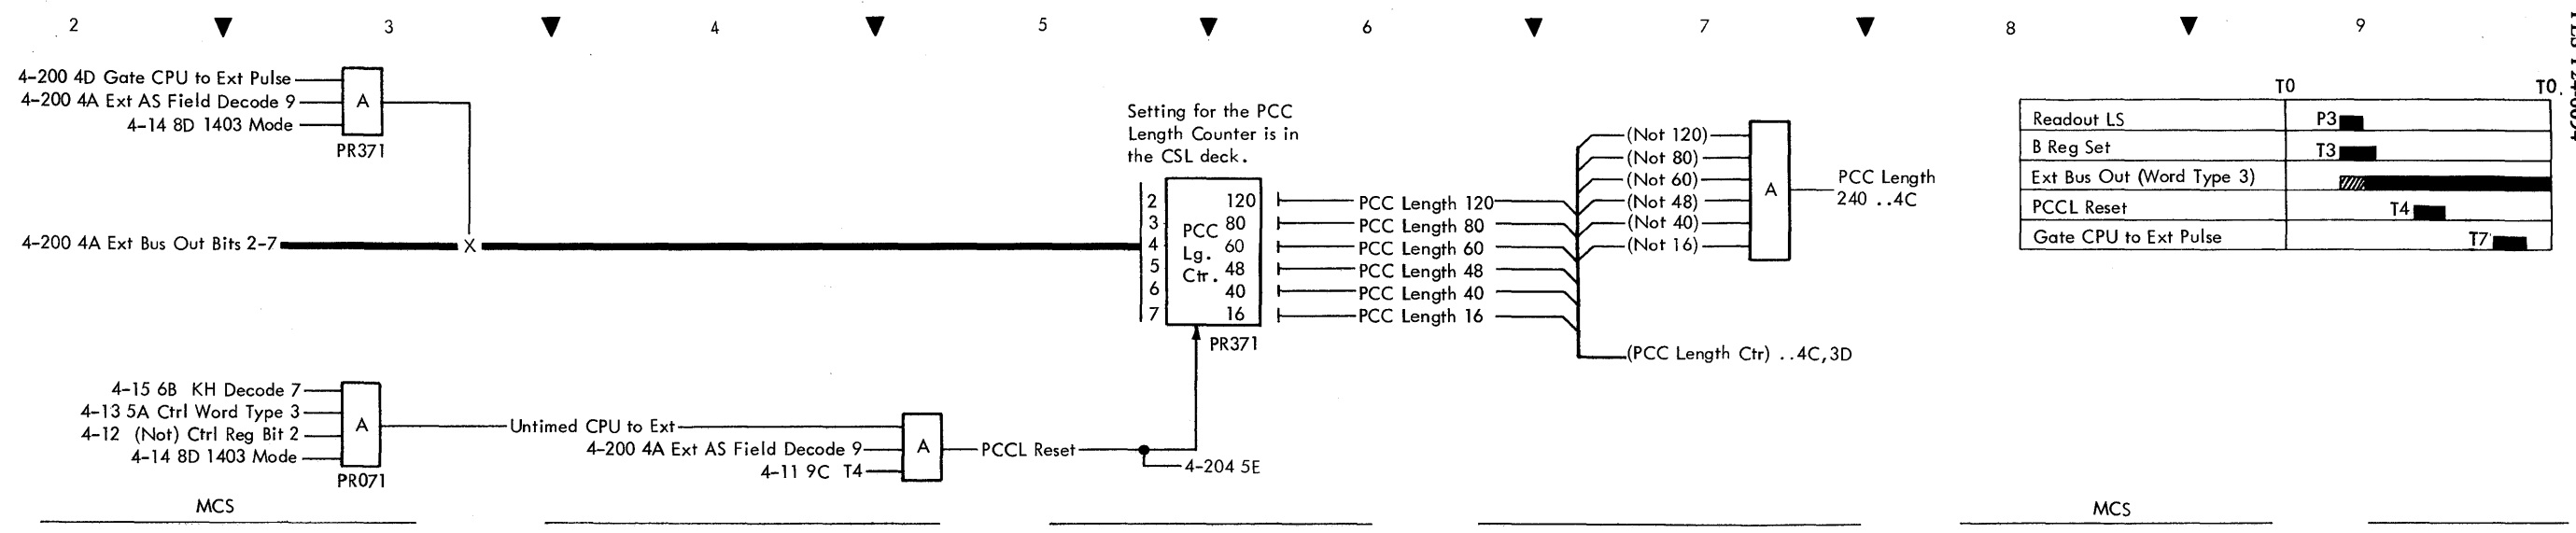 2 3 4 5 6 7 8 9
4-200 4D Gate CPU to Ext Pulse
4-200 4A Ext AS Field Decode 9
4-14 8D 1403 Mode
A
PR371
4-200 4A Ext Bus Out Bits 2-7
X
4-15 6B KH Decode 7
4-13 5A Ctrl Word Type 3
4-12 (Not) Ctrl Reg Bit 2
4-14 8D 1403 Mode
A
PR071
Untimed CPU to Ext
4-200 4A Ext AS Field Decode 9
4-11 9C T4
A
PCCL Reset
4-204 5E
Setting for the PCC
Length Counter is in
the CSL deck.
2
3
4
5
6
7
PCC
Lg.
Ctr.
120
80
60
48
40
16
PR371
PCC Length 120
PCC Length 80
PCC Length 60
PCC Length 48
PCC Length 40
PCC Length 16
(Not 120)
(Not 80)
(Not 60)
(Not 48)
(Not 40)
(Not 16)
A
PCC Length
240 ..4C
(PCC Length Ctr) ..4C,3D
T0 T0
Readout LS P3
B Reg Set T3
Ext Bus Out (Word Type 3)
PCCL Reset T4
Gate CPU to Ext Pulse T7
MCS
MCS